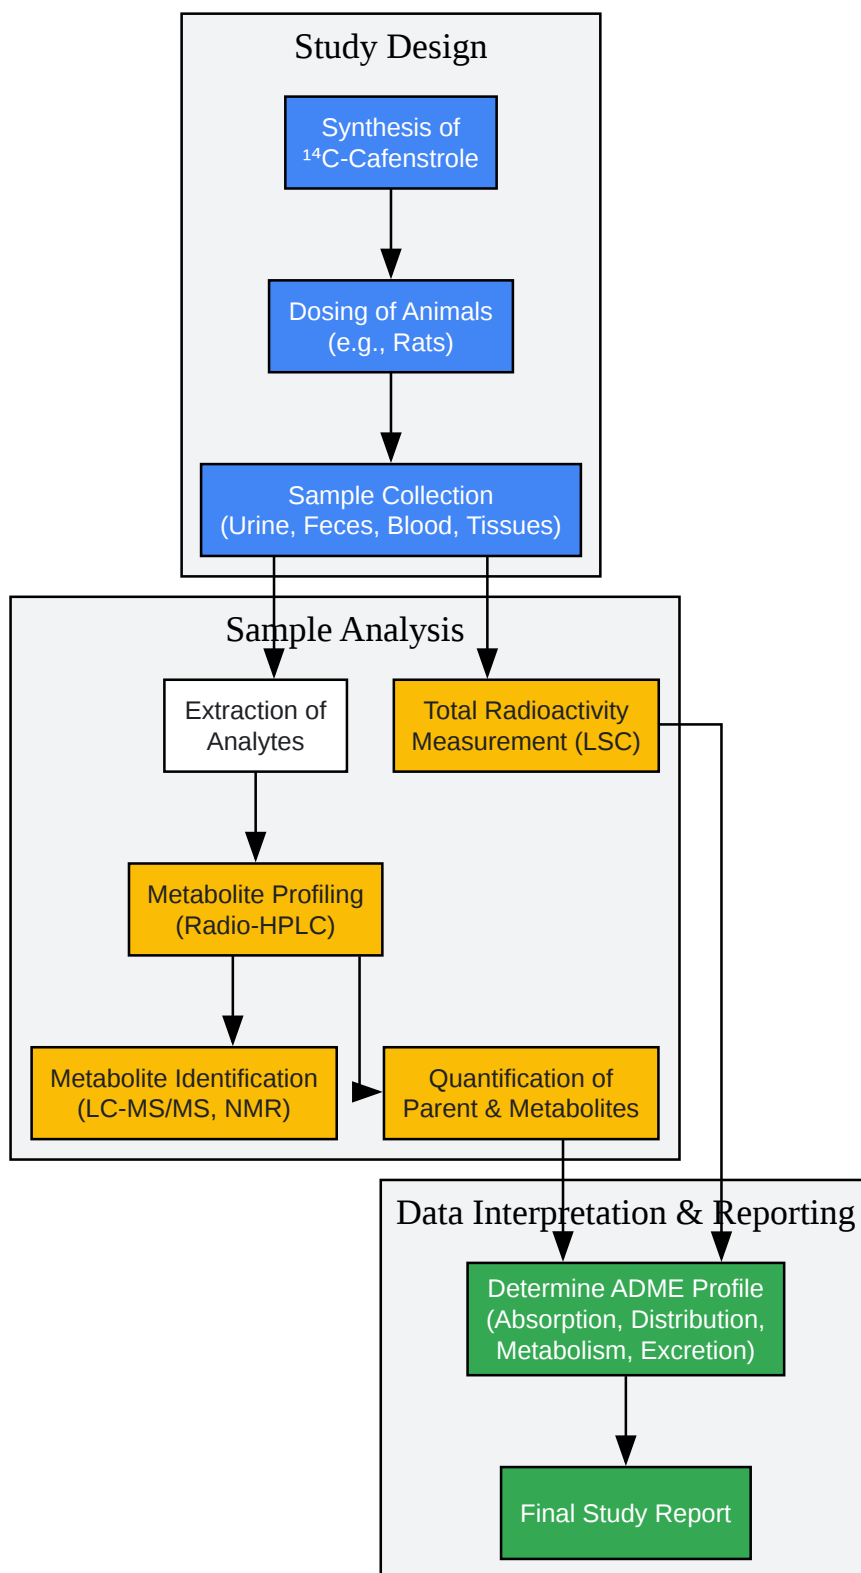 Study Design
Synthesis of
¹⁴C-Cafenstrole
Dosing of Animals
(e.g., Rats)
Sample Collection
(Urine, Feces, Blood, Tissues)
Sample Analysis
Extraction of
Analytes
Total Radioactivity
Measurement (LSC)
Metabolite Profiling
(Radio-HPLC)
Metabolite Identification
(LC-MS/MS, NMR)
Quantification of
Parent & Metabolites
Data Interpretation & Reporting
Determine ADME Profile
(Absorption, Distribution,
Metabolism, Excretion)
Final Study Report